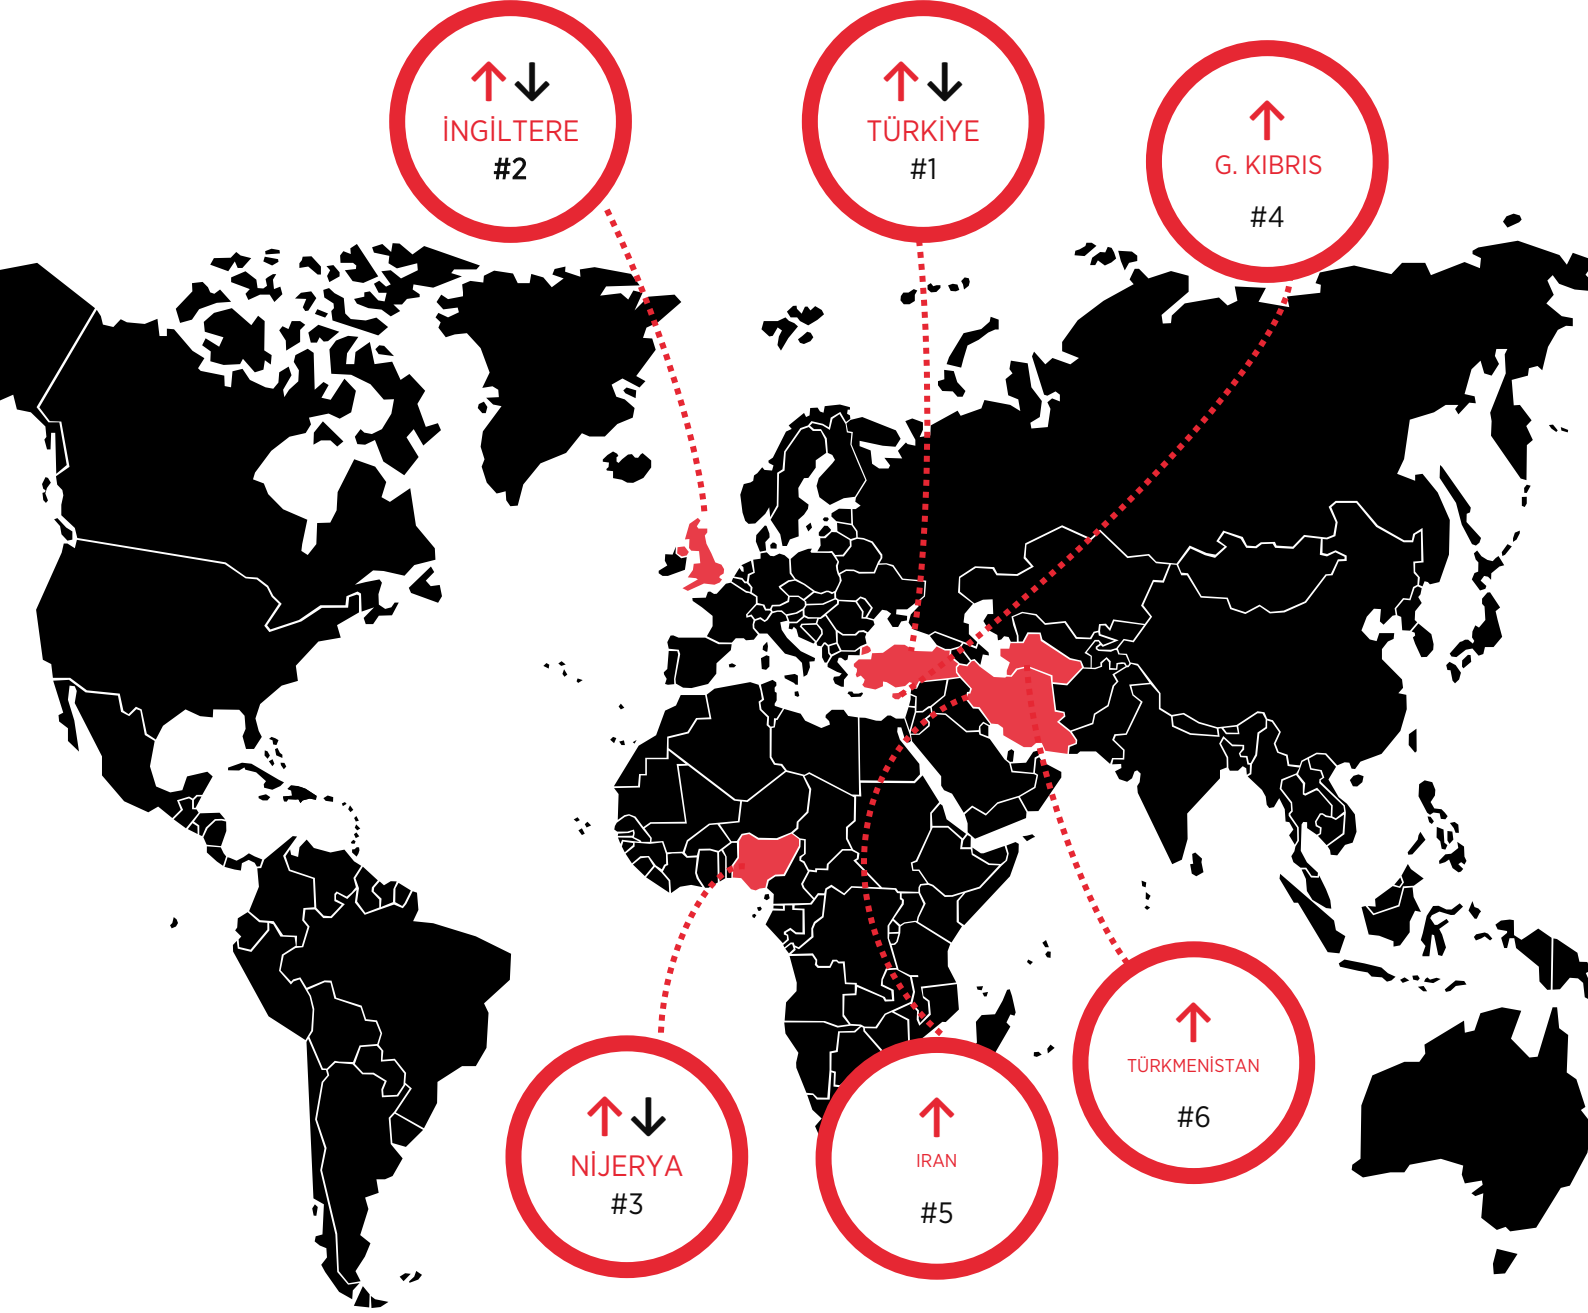 İNGİLTERE
#2
TÜRKİYE
#1
G. KIBRIS
#4
NİJERYA
#3
IRAN
#5
TÜRKMENİSTAN
#6